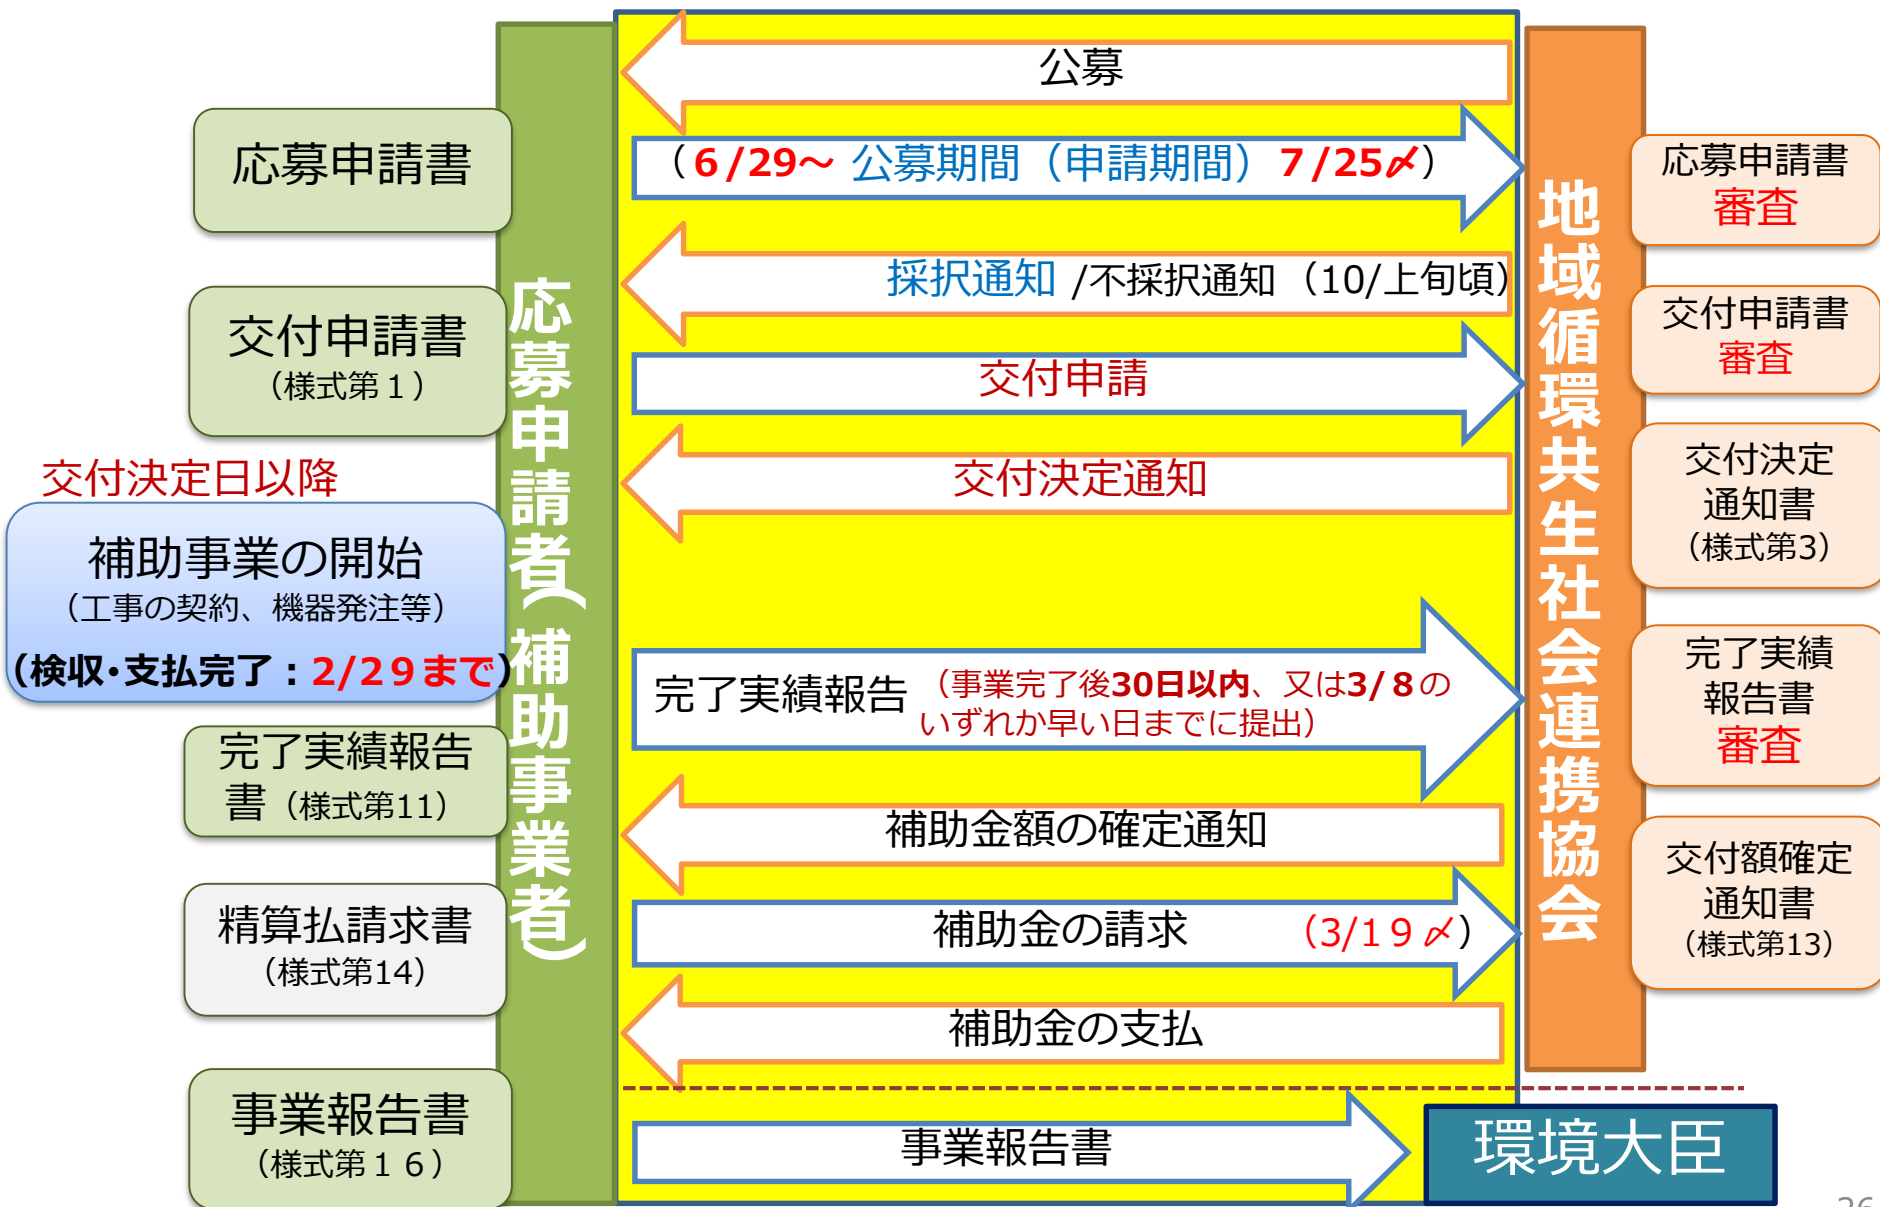 公募
応募申請書
（６/29～ 公募期間（申請期間）７/25〆）
応募申請書
審査
採択通知 /不採択通知（10/上旬頃）
交付申請書
（様式第１）
交付申請
交付申請書
審査
交付決定通知
交付決定
通知書
（様式第3）
交付決定日以降
補助事業の開始
（工事の契約、機器発注等）
（検収･支払完了：2/２９まで）
完了実績報告
（事業完了後30日以内、又は3/８の
いずれか早い日までに提出）
完了実績
報告書
審査
完了実績報告
書（様式第11）
補助金額の確定通知
交付額確定
通知書
（様式第13）
精算払請求書
（様式第14）
補助金の請求 （3/１９〆）
補助金の支払
事業報告書
（様式第１６）
事業報告書
環境大臣
応募申請者（補助事業者）
地域循環共生社会連携協会